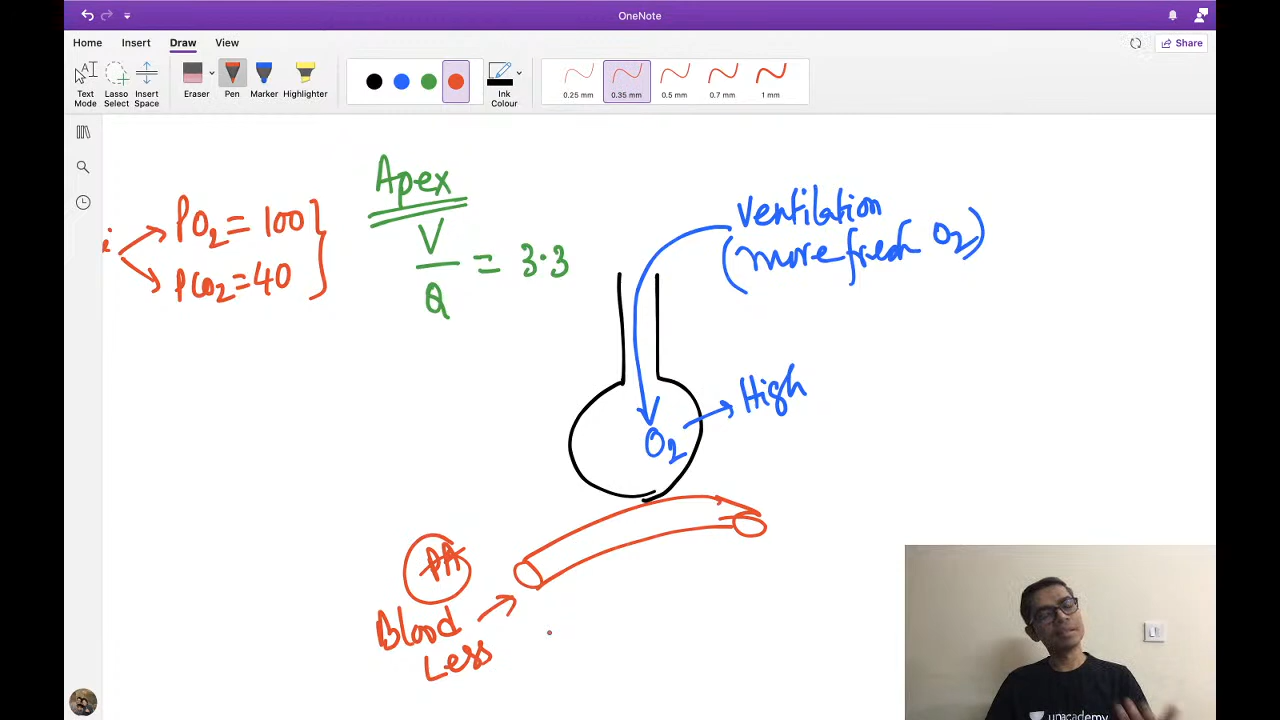 OneNote
Home Insert Draw View
Share
Text Mode
Lasso Select
Insert Space
Eraser
Pen
Marker
Highlighter
Ink Colour
0.25 mm
0.35 mm
0.5 mm
0.7 mm
1 mm
Apex
V
Q
= 3.3
i
PO2 = 100
PCO2 = 40
Ventilation
(more fresh O2)
High
O2
PA
Blood
Less
unacademy